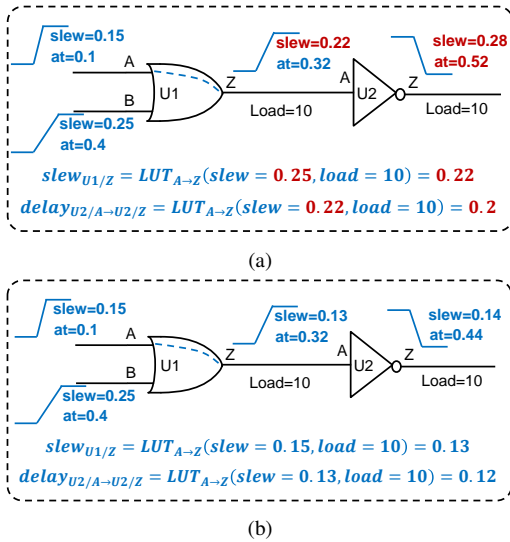 slew=0.15
at=0.1
A
B
U1
slew=0.25
at=0.4
Z
slew=0.22
at=0.32
Load=10
A
U2
Z
slew=0.28
at=0.52
Load=10
slew_{U1/Z} = LUT_{A→Z}(slew = 0.25, load = 10) = 0.22
delay_{U2/A→U2/Z} = LUT_{A→Z}(slew = 0.22, load = 10) = 0.2
(a)
slew=0.15
at=0.1
A
B
U1
slew=0.25
at=0.4
Z
slew=0.13
at=0.32
Load=10
A
U2
Z
slew=0.14
at=0.44
Load=10
slew_{U1/Z} = LUT_{A→Z}(slew = 0.15, load = 10) = 0.13
delay_{U2/A→U2/Z} = LUT_{A→Z}(slew = 0.13, load = 10) = 0.12
(b)